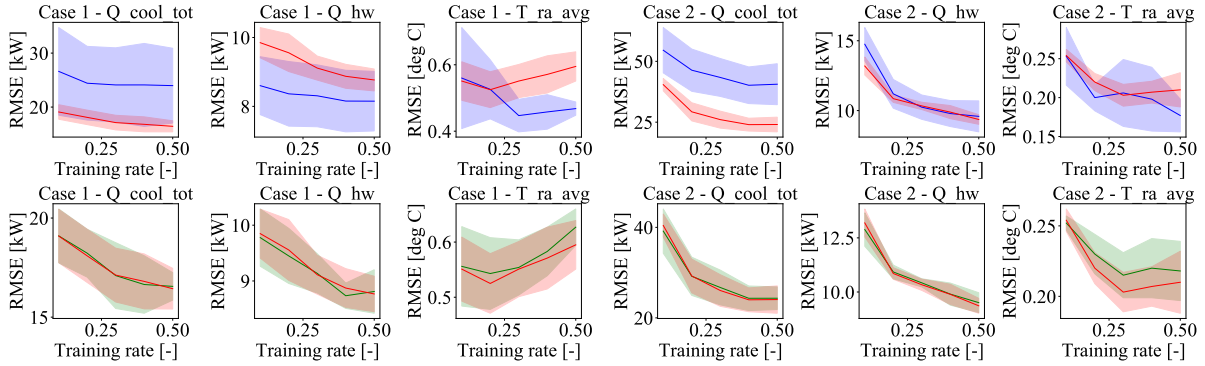 Case 1 - Q_cool_tot
RMSE [kW]
30
20
0.25
0.50
Training rate [-]
Case 1 - Q_hw
RMSE [kW]
10
8
0.25
0.50
Training rate [-]
Case 1 - T_ra_avg
RMSE [deg C]
0.6
0.4
0.25
0.50
Training rate [-]
Case 2 - Q_cool_tot
RMSE [kW]
50
25
0.25
0.50
Training rate [-]
Case 2 - Q_hw
RMSE [kW]
15
10
0.25
0.50
Training rate [-]
Case 2 - T_ra_avg
RMSE [deg C]
0.25
0.20
0.15
0.25
0.50
Training rate [-]
Case 1 - Q_cool_tot
RMSE [kW]
20
15
0.25
0.50
Training rate [-]
Case 1 - Q_hw
RMSE [kW]
10
9
0.25
0.50
Training rate [-]
Case 1 - T_ra_avg
RMSE [deg C]
0.6
0.5
0.25
0.50
Training rate [-]
Case 2 - Q_cool_tot
RMSE [kW]
40
20
0.25
0.50
Training rate [-]
Case 2 - Q_hw
RMSE [kW]
12.5
10.0
0.25
0.50
Training rate [-]
Case 2 - T_ra_avg
RMSE [deg C]
0.25
0.20
0.25
0.50
Training rate [-]